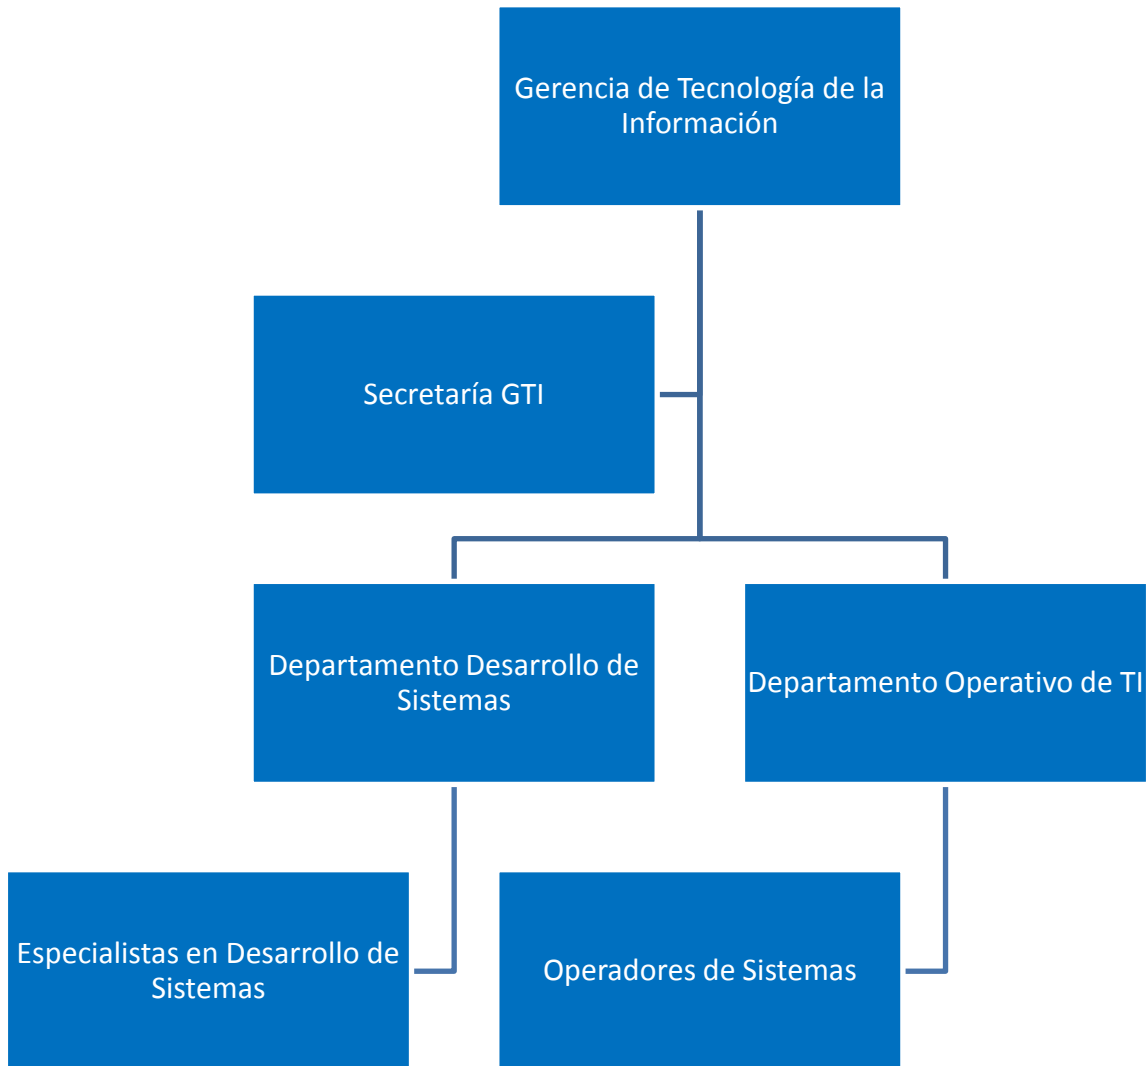 Gerencia de Tecnología de la
Información
Secretaría GTI
Departamento Desarrollo de
Sistemas
Departamento Operativo de TI
Especialistas en Desarrollo de
Sistemas
Operadores de Sistemas